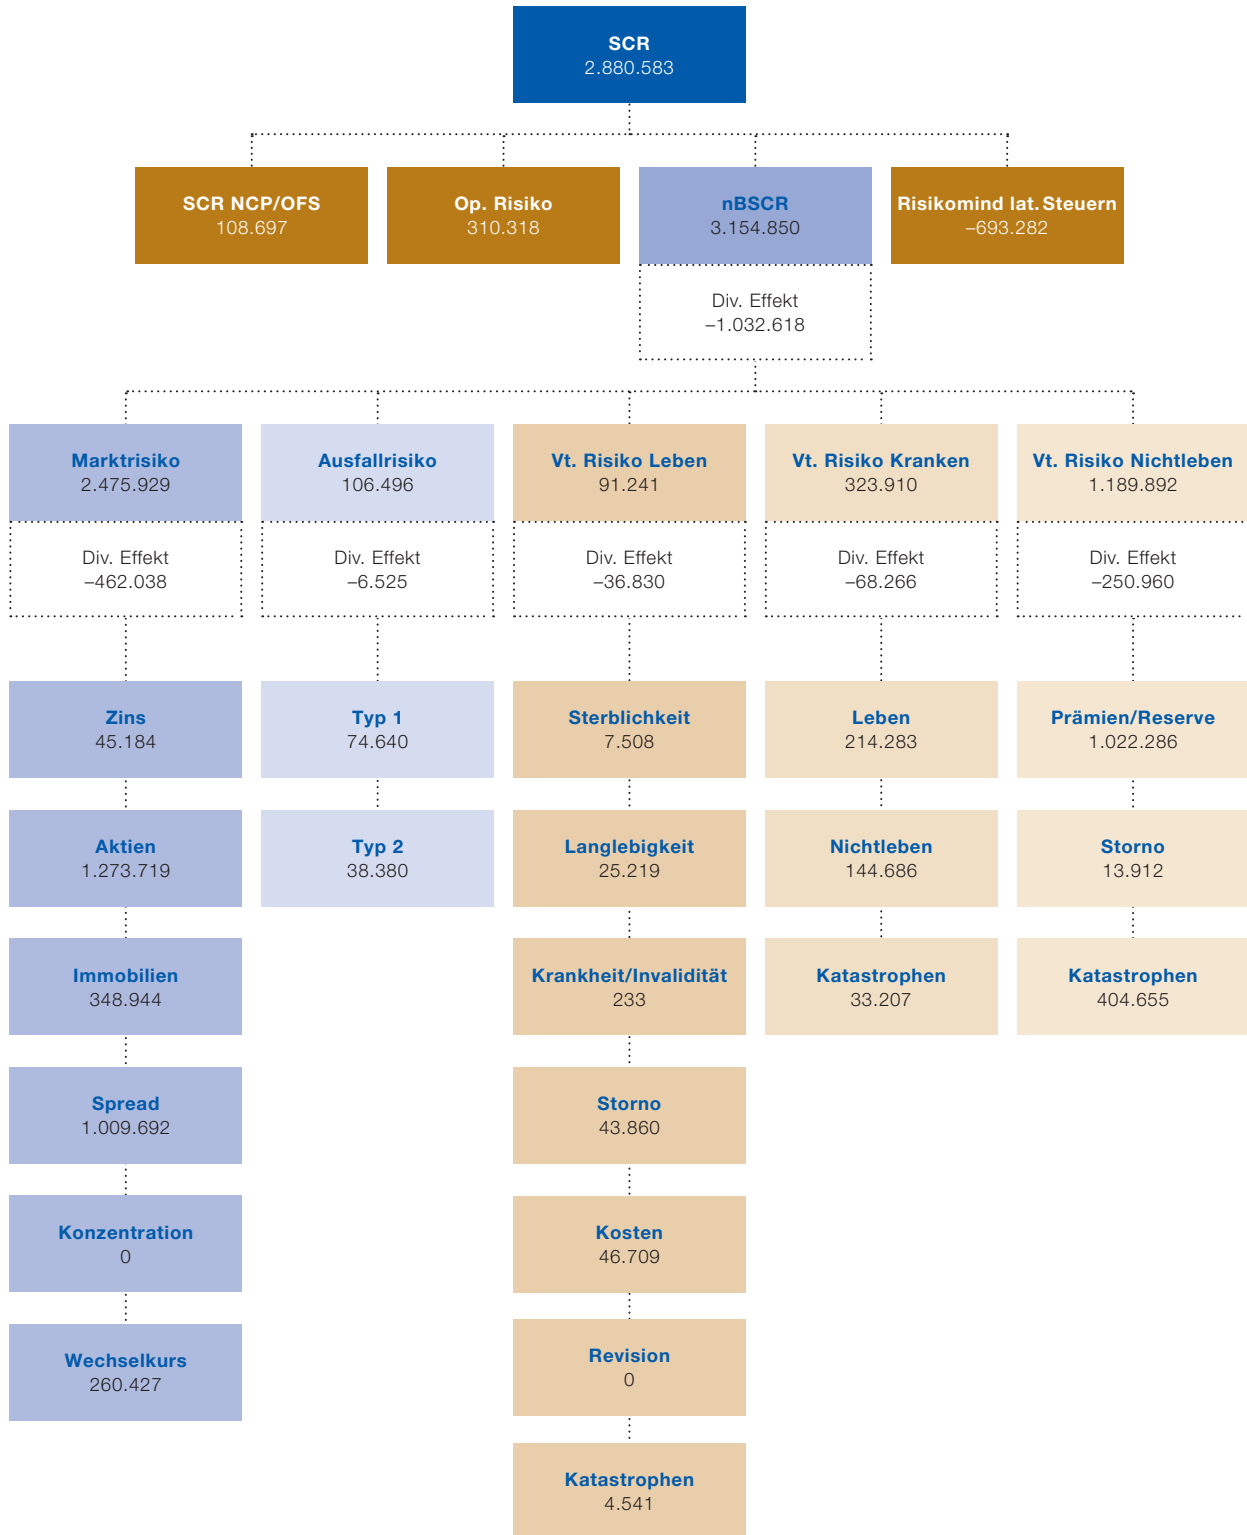 SCR
2.880.583
SCR NCP/OFS
108.697
Op. Risiko
310.318
nBSCR
3.154.850
Risikomind lat. Steuern
–693.282
Div. Effekt
–1.032.618
Marktrisiko
2.475.929
Ausfallrisiko
106.496
Vt. Risiko Leben
91.241
Vt. Risiko Kranken
323.910
Vt. Risiko Nichtleben
1.189.892
Div. Effekt
–462.038
Div. Effekt
–6.525
Div. Effekt
–36.830
Div. Effekt
–68.266
Div. Effekt
–250.960
Zins
45.184
Typ 1
74.640
Sterblichkeit
7.508
Leben
214.283
Prämien/Reserve
1.022.286
Aktien
1.273.719
Typ 2
38.380
Langlebigkeit
25.219
Nichtleben
144.686
Storno
13.912
Immobilien
348.944
Krankheit/Invalidität
233
Katastrophen
33.207
Katastrophen
404.655
Spread
1.009.692
Storno
43.860
Konzentration
0
Kosten
46.709
Wechselkurs
260.427
Revision
0
Katastrophen
4.541